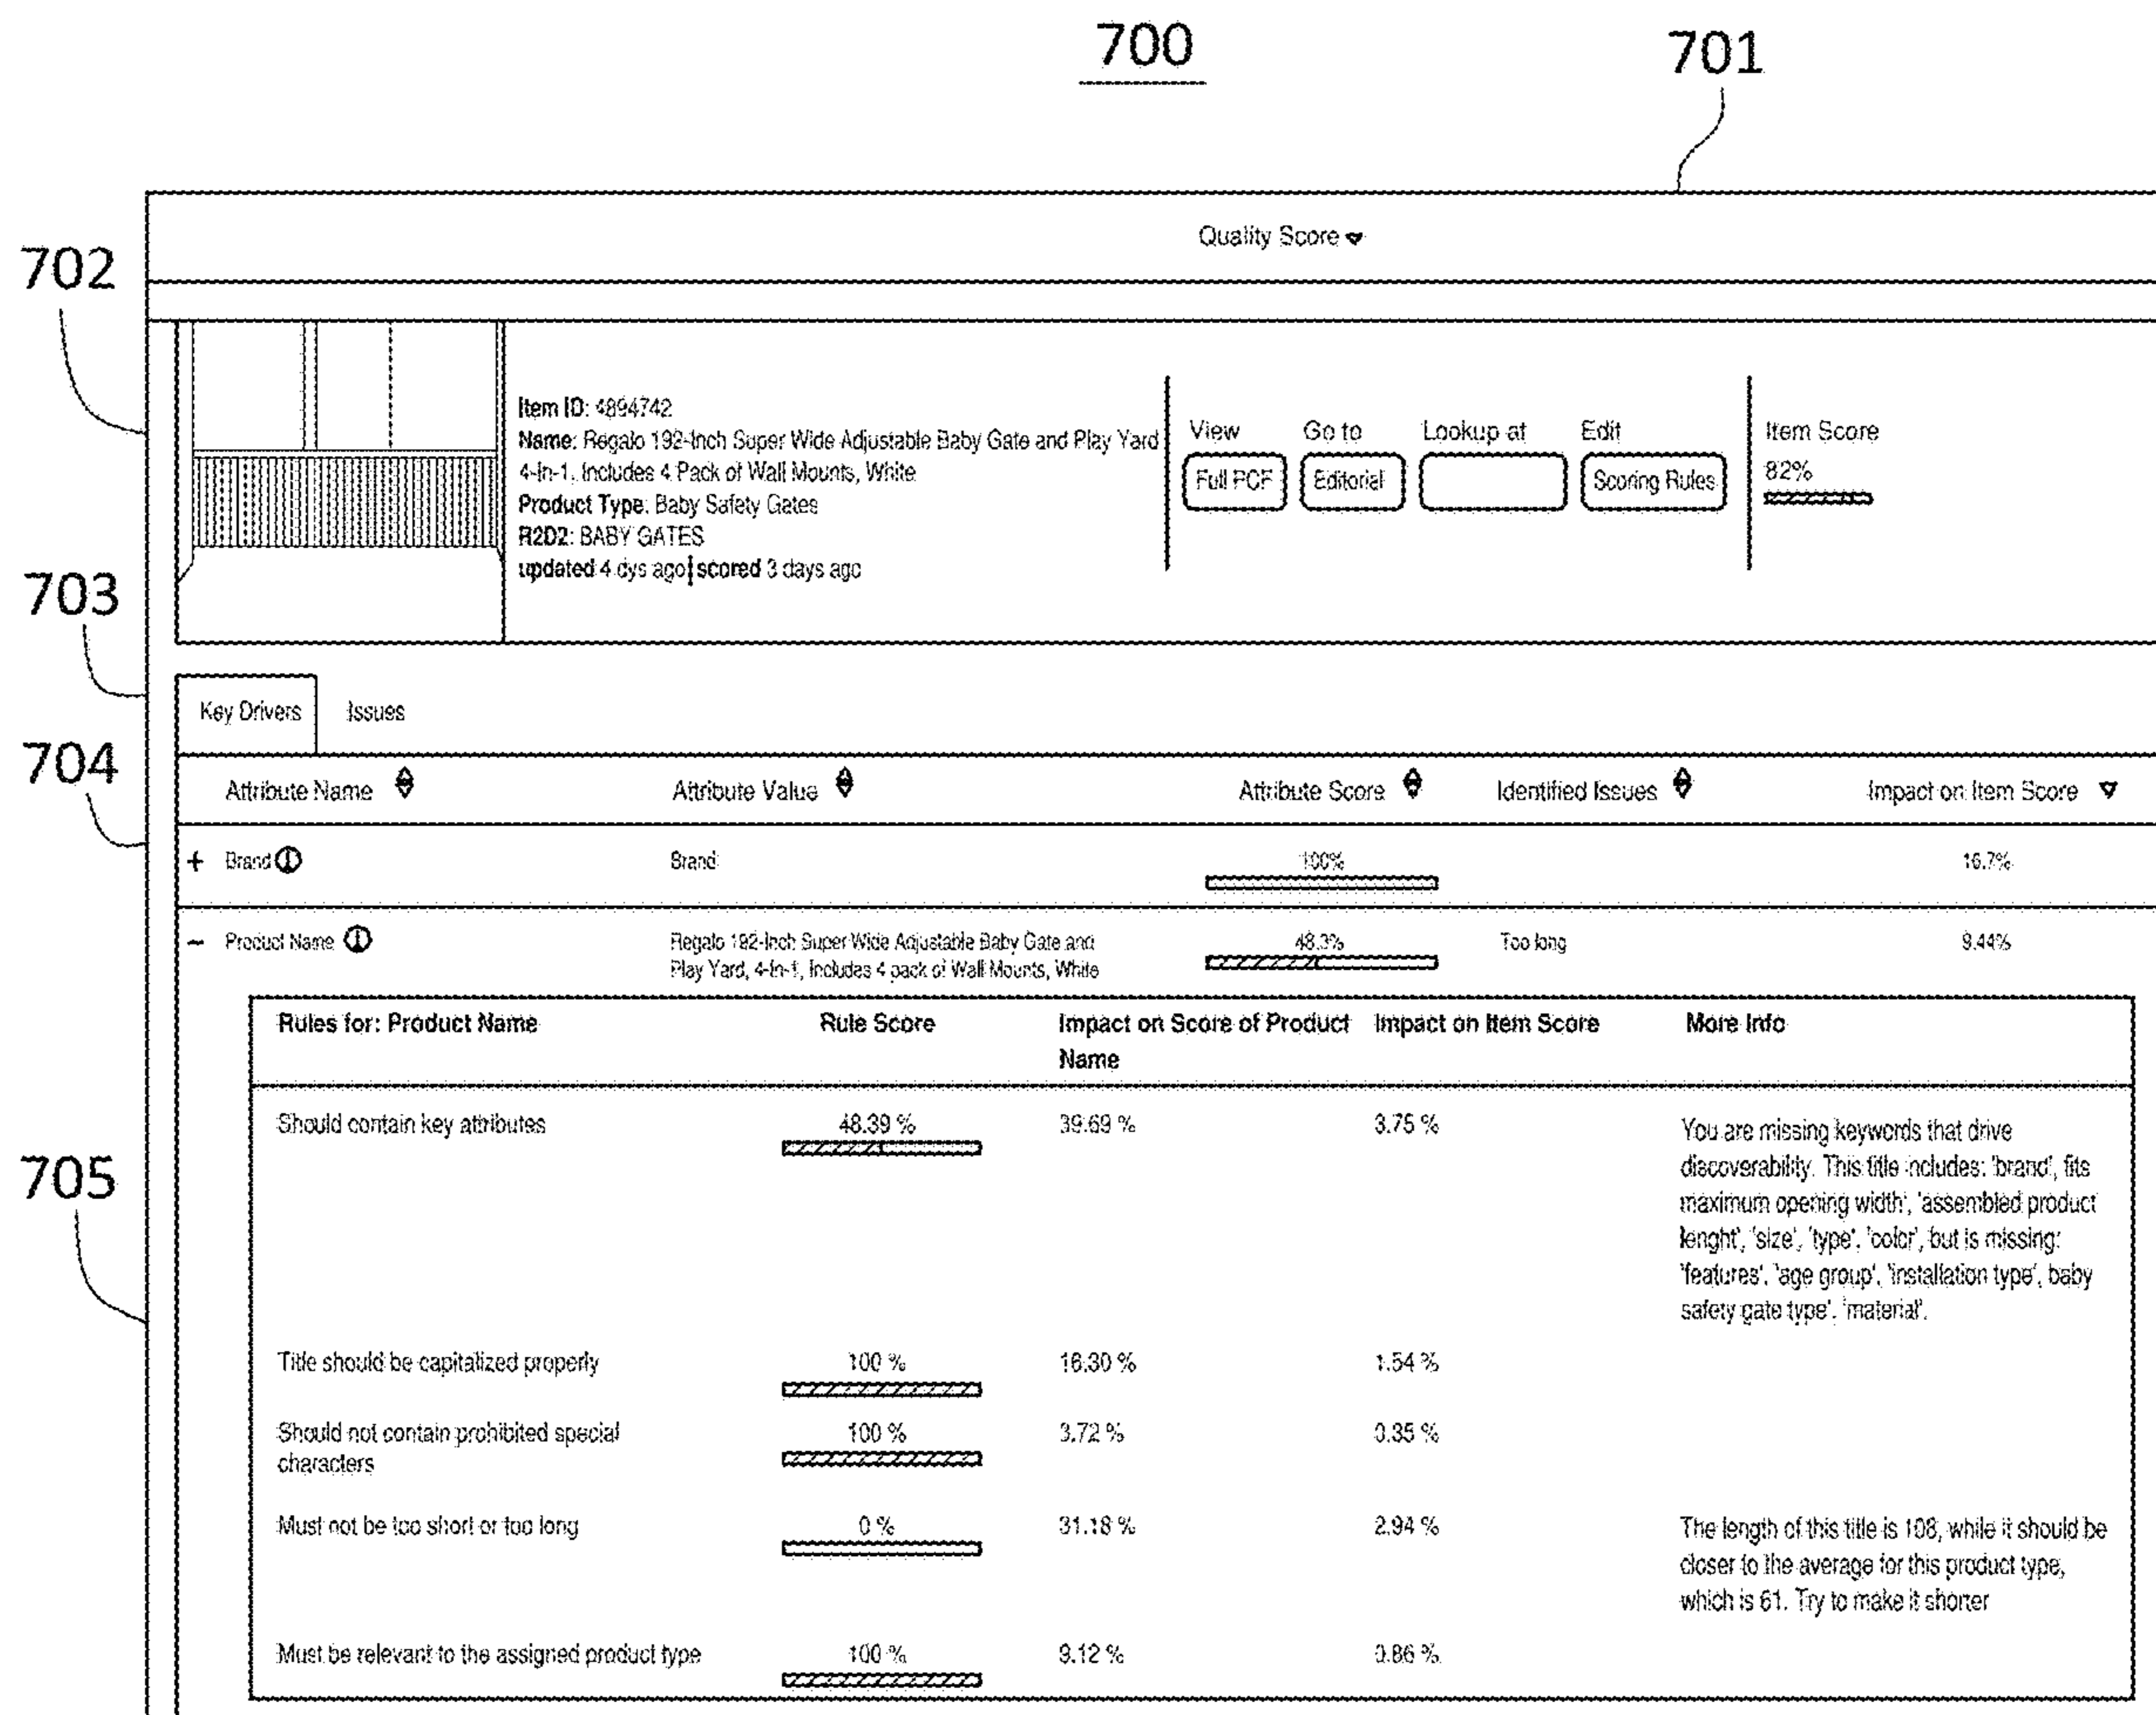 700
701
Quality Score
702
Item ID: 4894742
Name: Regalo 192-Inch Super Wide Adjustable Baby Gate and Play Yard
4-In-1, Includes 4 Pack of Wall Mounts, White
Product Type: Baby Safety Gates
R2D2: BABY GATES
updated 4 dys ago scored 3 days ago
View Go to Lookup at Edit
Full PCF Editorial Scoring Rules
Item Score
82%
703
Key Drivers Issues
704
Attribute Name Attribute Value Attribute Score Identified Issues Impact on Item Score
+ Brand Brand 100% 16.7%
- Product Name Regalo 192-Inch Super Wide Adjustable Baby Gate and 48.3% Too long 9.44%
Play Yard, 4-In-1, Includes 4 pack of Wall Mounts, White
Rules for: Product Name Rule Score Impact on Score of Product Impact on Item Score More Info
Name
Should contain key attributes 48.39 % 39.69 % 3.75 % You are missing keywords that drive
discoverability. This title includes: 'brand', fits
maximum opening width', 'assembled product
lenght', 'size', 'type', 'color', but is missing:
'features', 'age group', 'installation type', baby
safety gate type', 'material'.
705
Title should be capitalized properly 100 % 16.30 % 1.54 %
Should not contain prohibited special 100 % 3.72 % 0.35 %
characters
Must not be too short or too long 0 % 31.18 % 2.94 % The length of this title is 108, while it should be
closer to the average for this product type,
which is 61. Try to make it shorter
Must be relevant to the assigned product type 100 % 9.12 % 0.86 %